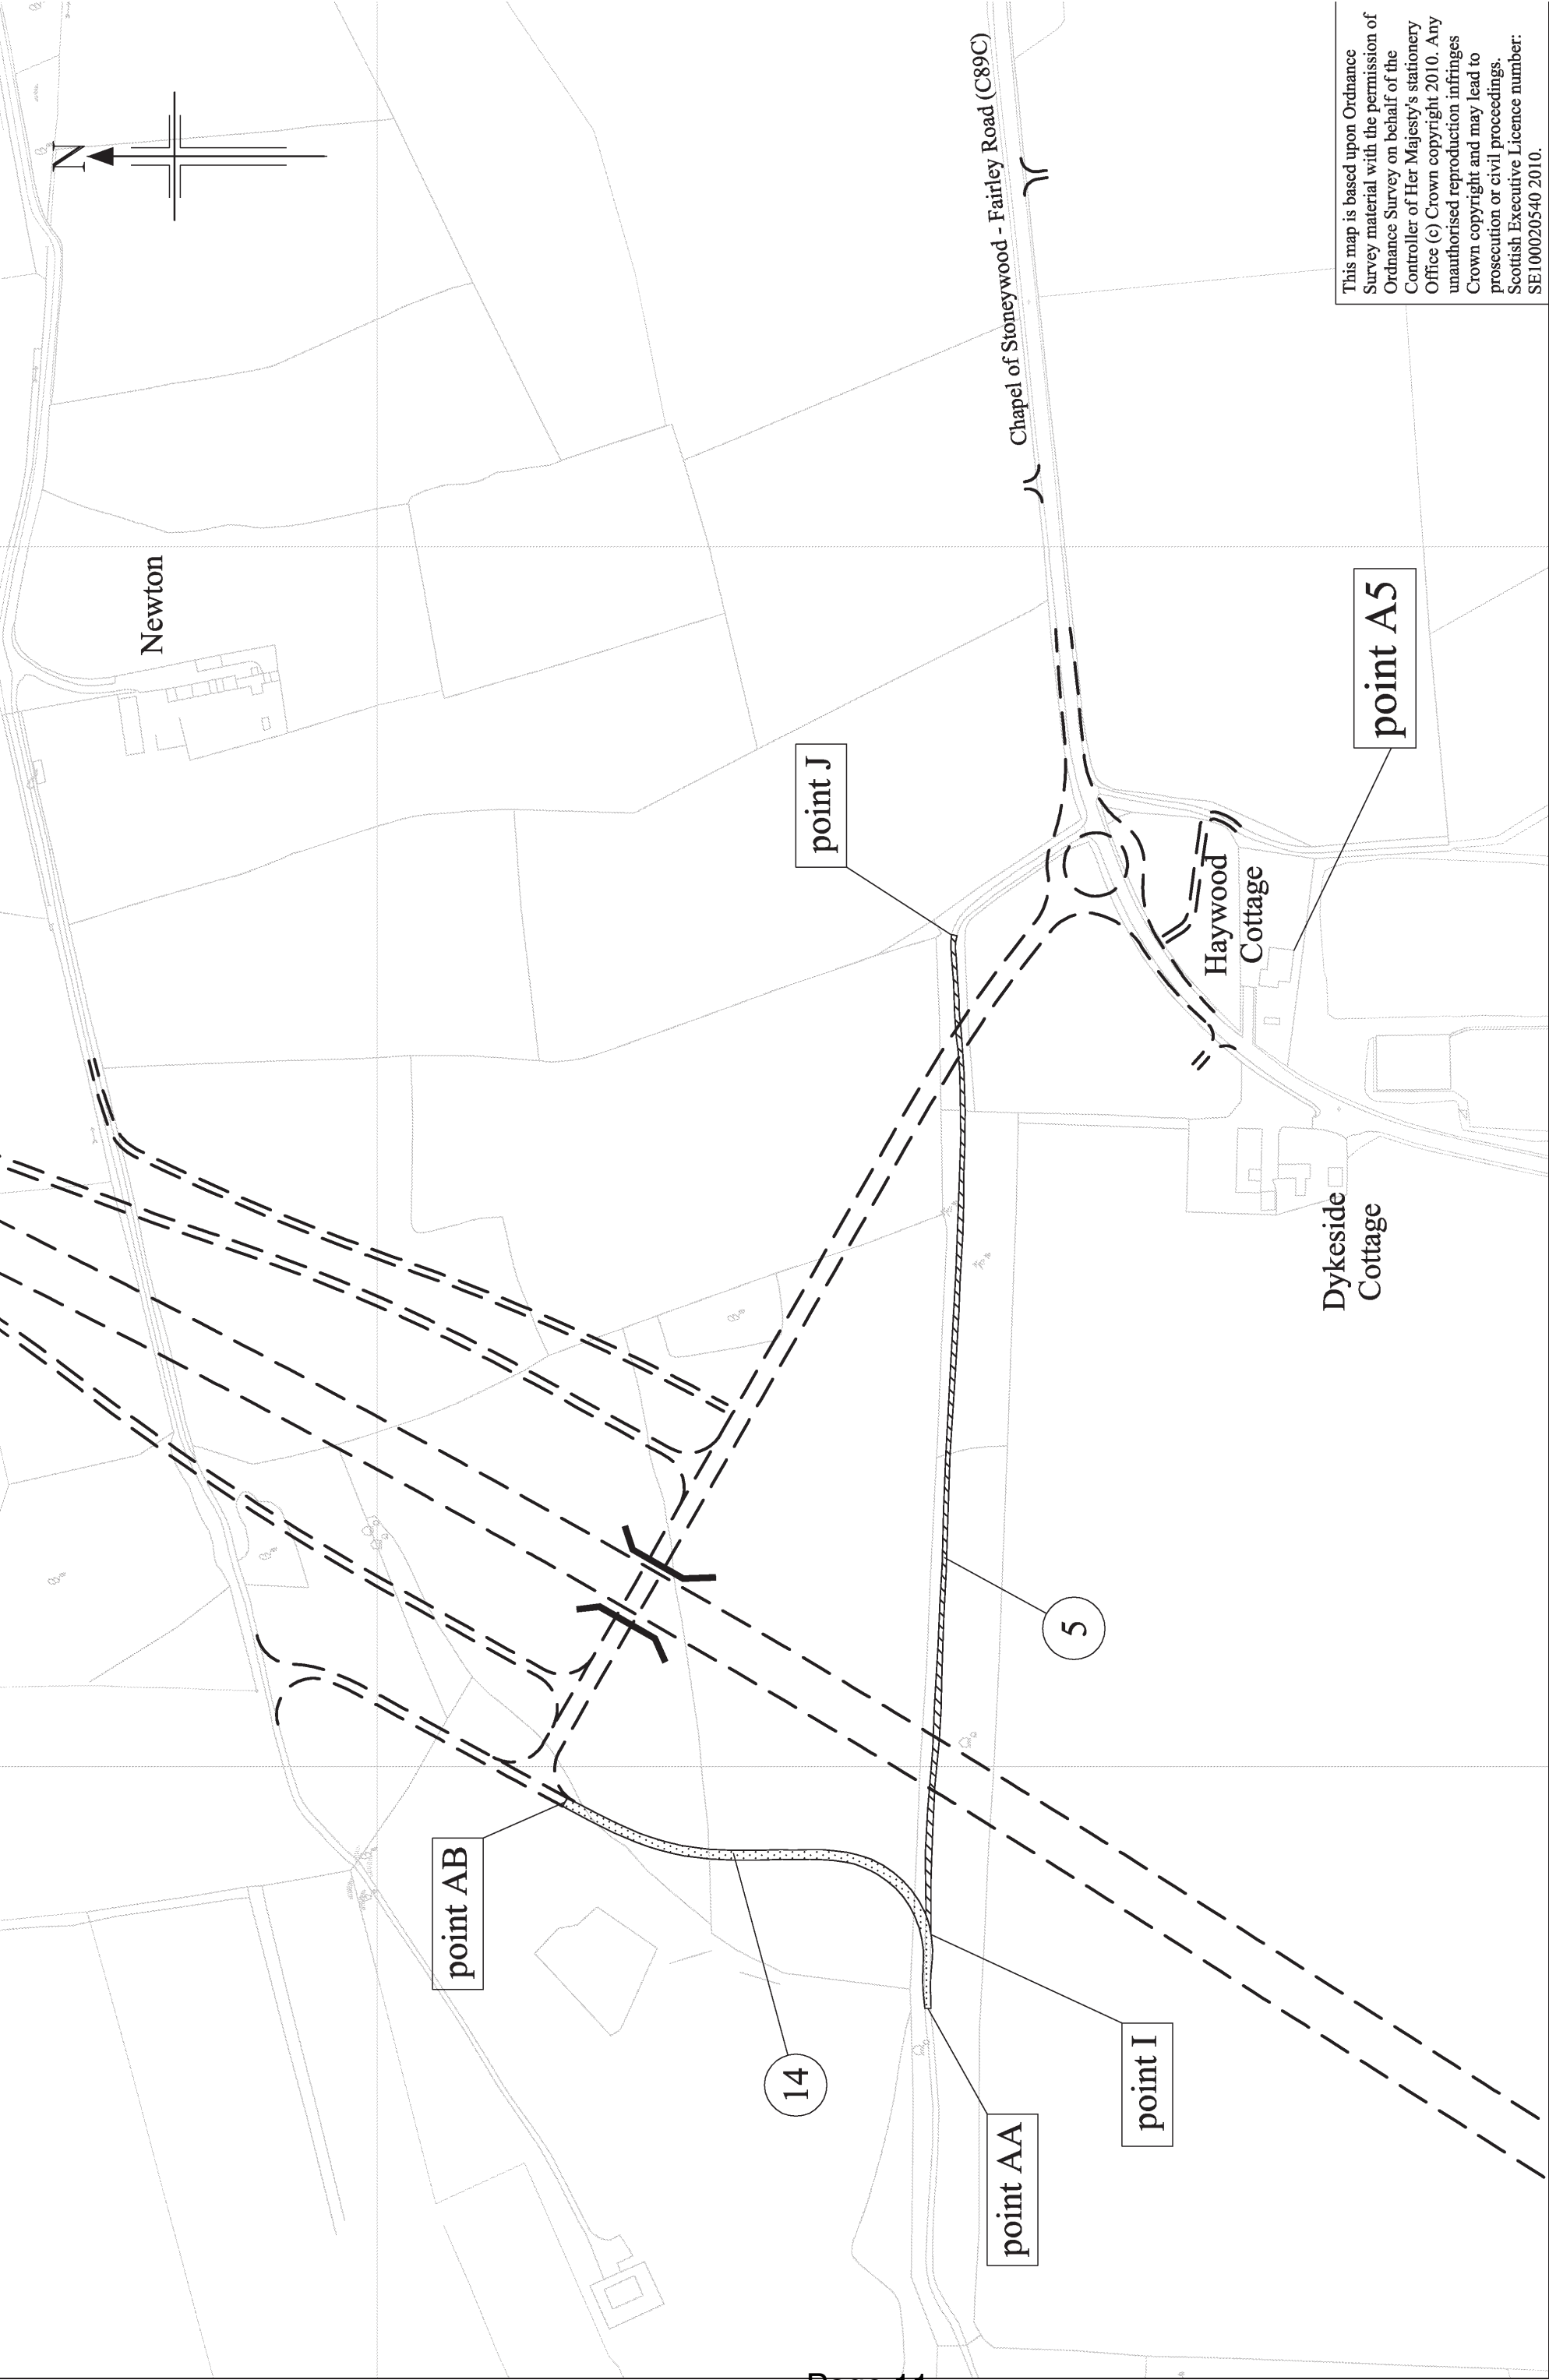 N
Newton
Chapel of Stoneywood - Fairley Road (C89C)
This map is based upon Ordnance
Survey material with the permission of
Ordnance Survey on behalf of the
Controller of Her Majesty's stationery
Office (c) Crown copyright 2010. Any
unauthorised reproduction infringes
Crown copyright and may lead to
prosecution or civil proceedings.
Scottish Executive Licence number:
SE100020540 2010.
point J
point A5
Haywood
Cottage
Dykeside
Cottage
5
point AB
14
point I
point AA